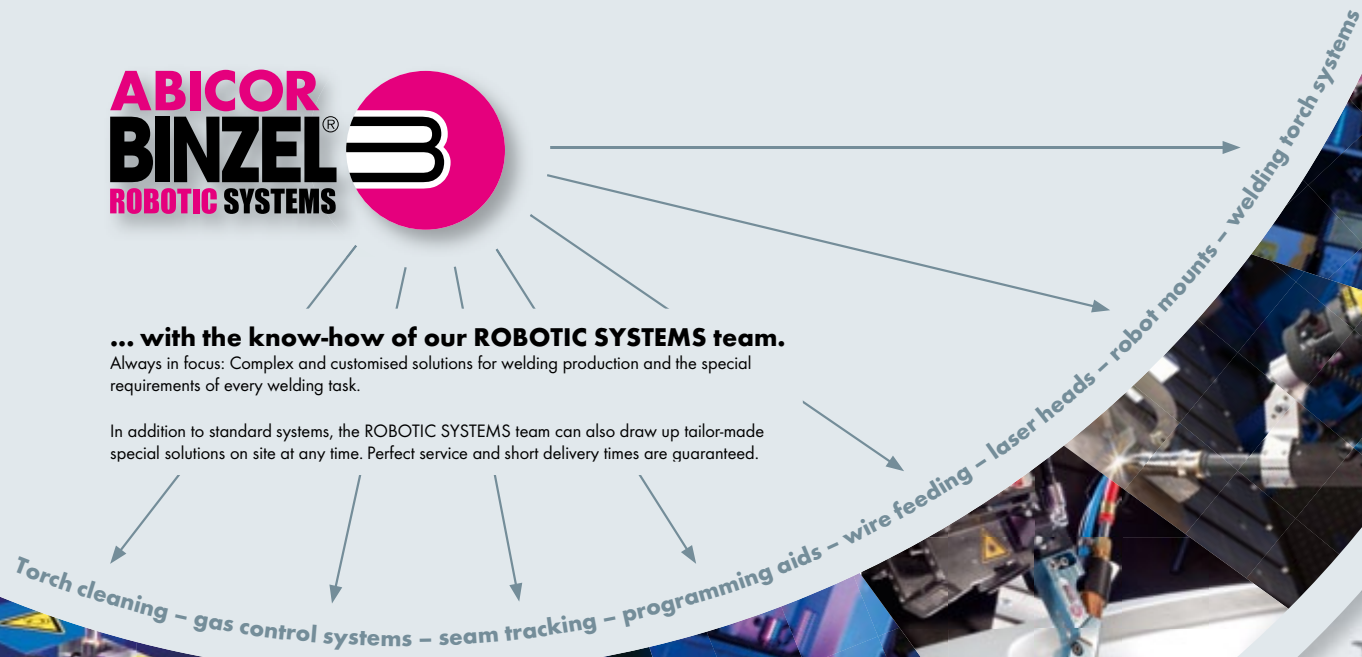 ABICOR
BINZEL®
ROBOTIC SYSTEMS
... with the know-how of our ROBOTIC SYSTEMS team.
Always in focus: Complex and customised solutions for welding production and the special
requirements of every welding task.
In addition to standard systems, the ROBOTIC SYSTEMS team can also draw up tailor-made
special solutions on site at any time. Perfect service and short delivery times are guaranteed.
Torch cleaning – gas control systems – seam tracking – programming aids – wire feeding – laser heads – robot mounts – welding torch systems